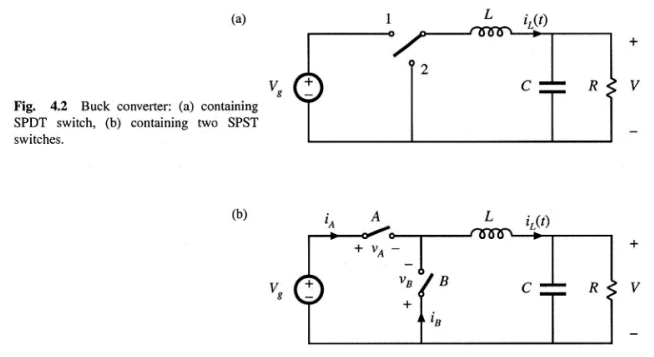 (a)
1
L
i_L(t)
+
2
V_g
+
−
C
R
V
−
Fig. 4.2 Buck converter: (a) containing
SPDT switch, (b) containing two SPST
switches.
(b)
i_A
A
L
i_L(t)
+
+ v_A −
−
v_B
B
+
V_g
+
−
C
R
V
i_B
−